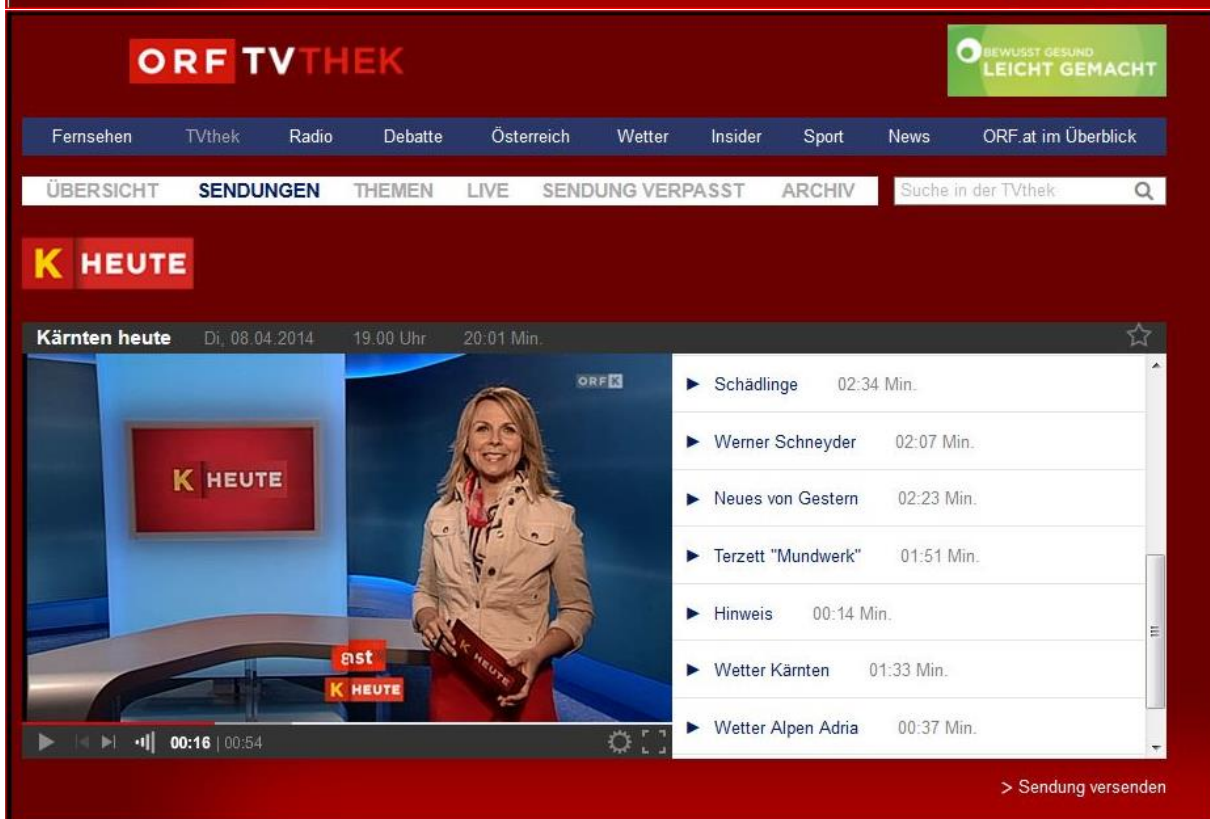 ORF TVTHEK
BEWUSST GESUND
LEICHT GEMACHT
Fernsehen TVthek Radio Debatte Österreich Wetter Insider Sport News ORF.at im Überblick
ÜBERSICHT SENDUNGEN THEMEN LIVE SENDUNG VERPASST ARCHIV Suche in der TVthek
K HEUTE
Kärnten heute Di, 08.04.2014 19.00 Uhr 20:01 Min.
ORF K
K HEUTE
K HEUTE
K HEUTE
00:16 | 00:54
Schädlinge 02:34 Min.
Werner Schneyder 02:07 Min.
Neues von Gestern 02:23 Min.
Terzett "Mundwerk" 01:51 Min.
Hinweis 00:14 Min.
Wetter Kärnten 01:33 Min.
Wetter Alpen Adria 00:37 Min.
> Sendung versenden